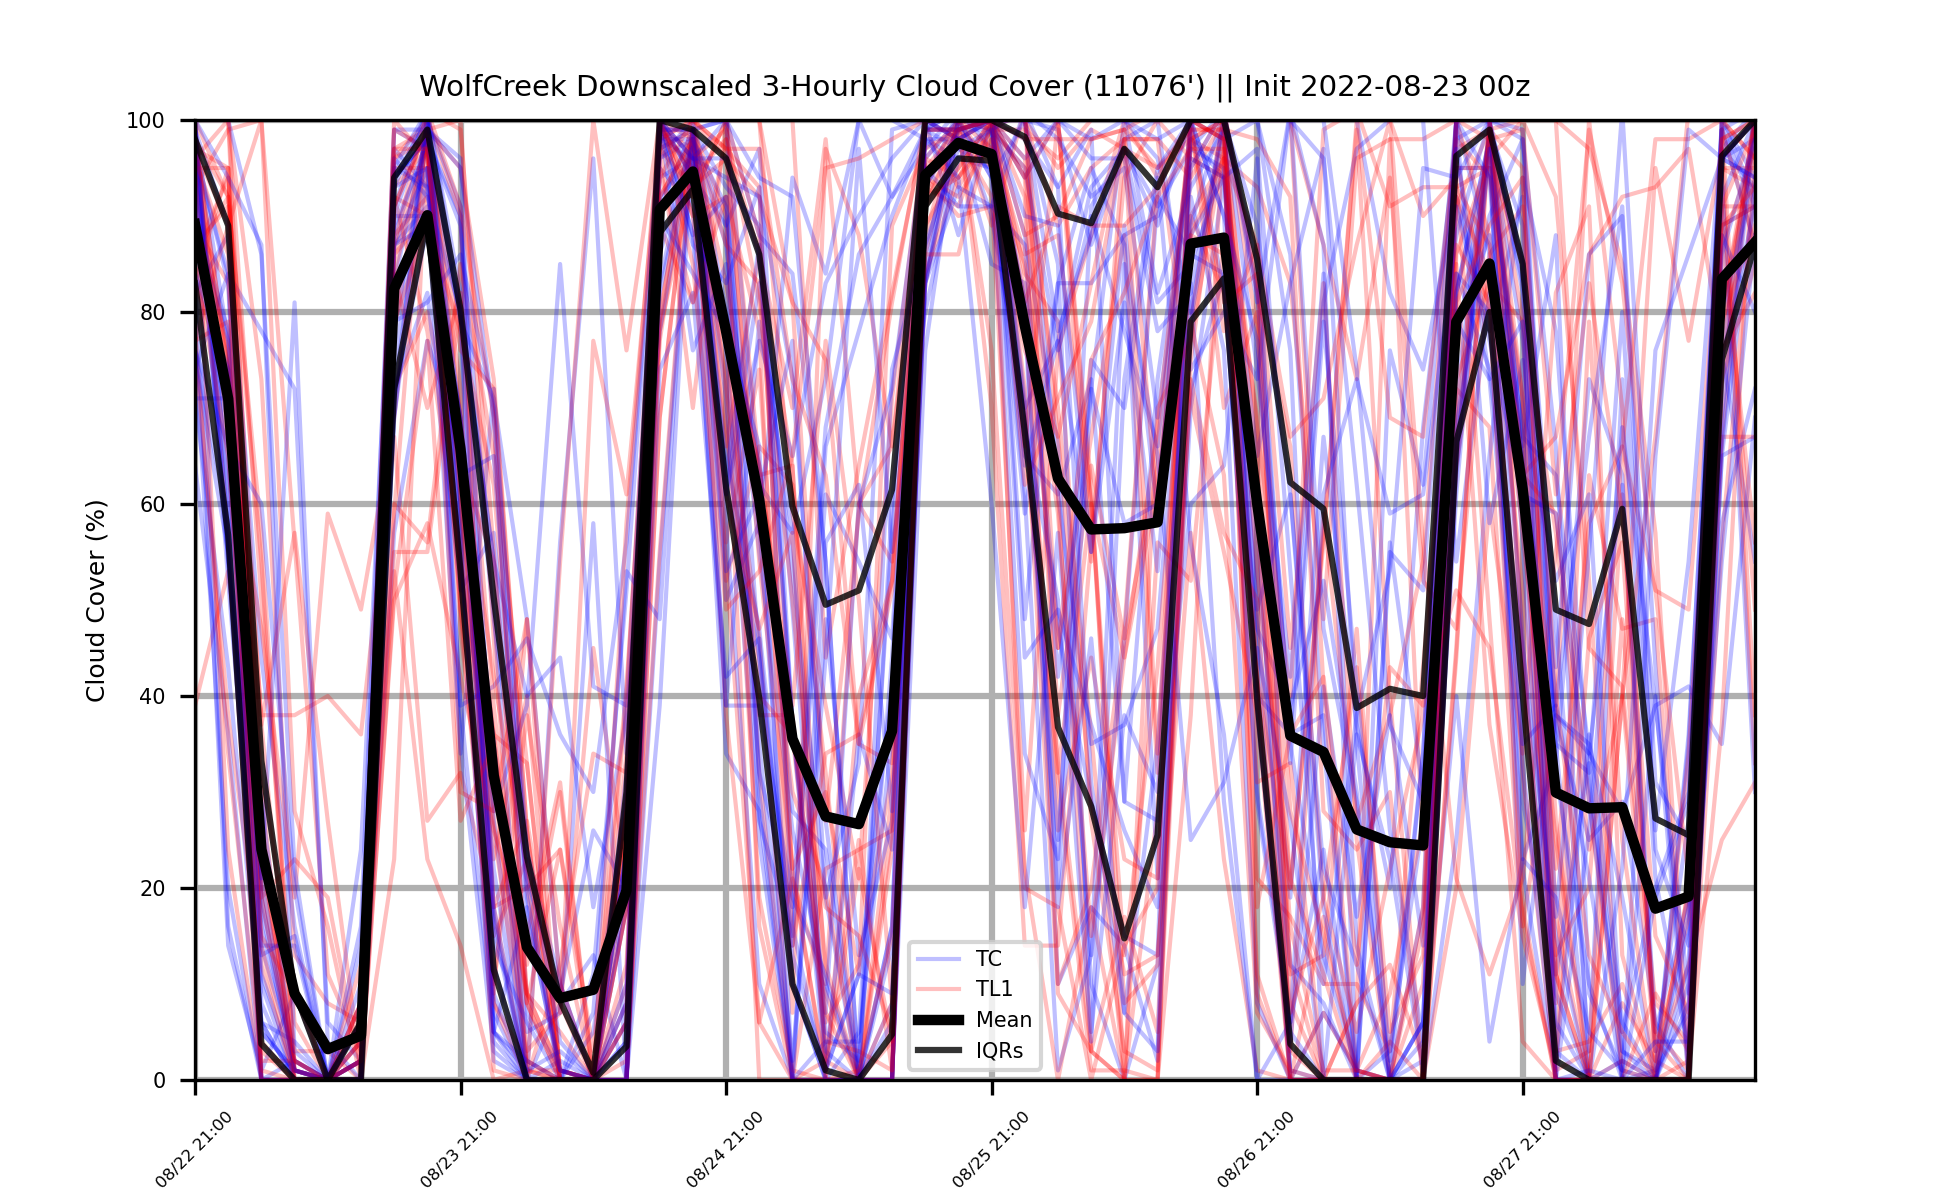 WolfCreek Downscaled 3-Hourly Cloud Cover (11076') || Init 2022-08-23 00z
Cloud Cover (%)
100
80
60
40
20
0
TC
TL1
Mean
IQRs
08/22 21:00
08/23 21:00
08/24 21:00
08/25 21:00
08/26 21:00
08/27 21:00